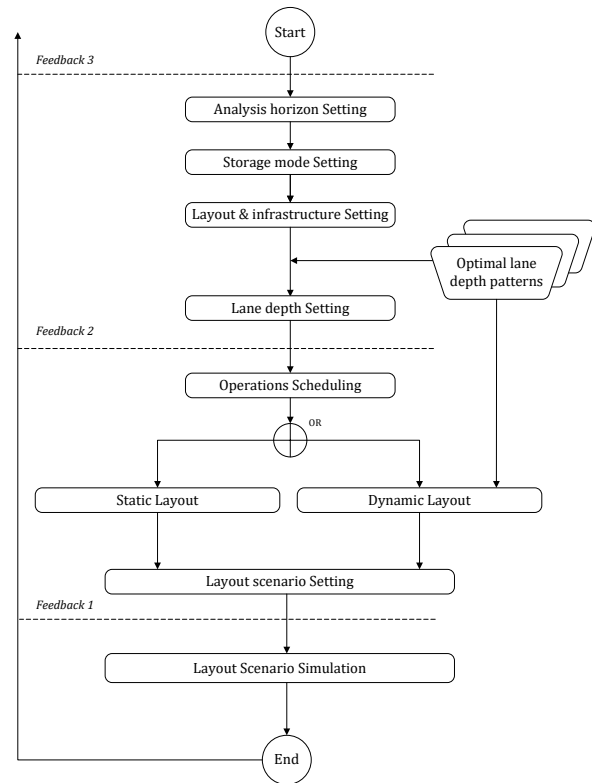 Start
Feedback 3
Analysis horizon Setting
Storage mode Setting
Layout & infrastructure Setting
Optimal lane
depth patterns
Lane depth Setting
Feedback 2
Operations Scheduling
OR
Static Layout
Dynamic Layout
Layout scenario Setting
Feedback 1
Layout Scenario Simulation
End